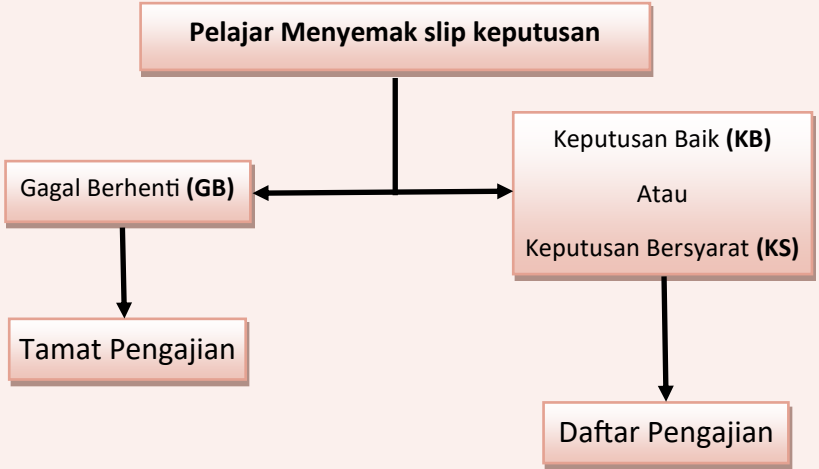 Pelajar Menyemak slip keputusan
Gagal Berhenti (GB)
Keputusan Baik (KB)
Atau
Keputusan Bersyarat (KS)
Tamat Pengajian
Daftar Pengajian